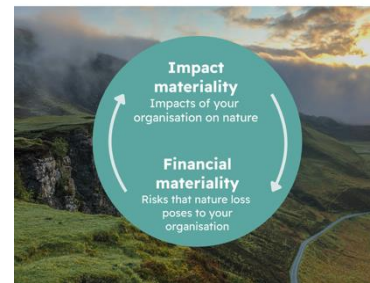 Impact
materiality
Impacts of your
organisation on nature
Financial
materiality
Risks that nature loss
poses to your
organisation